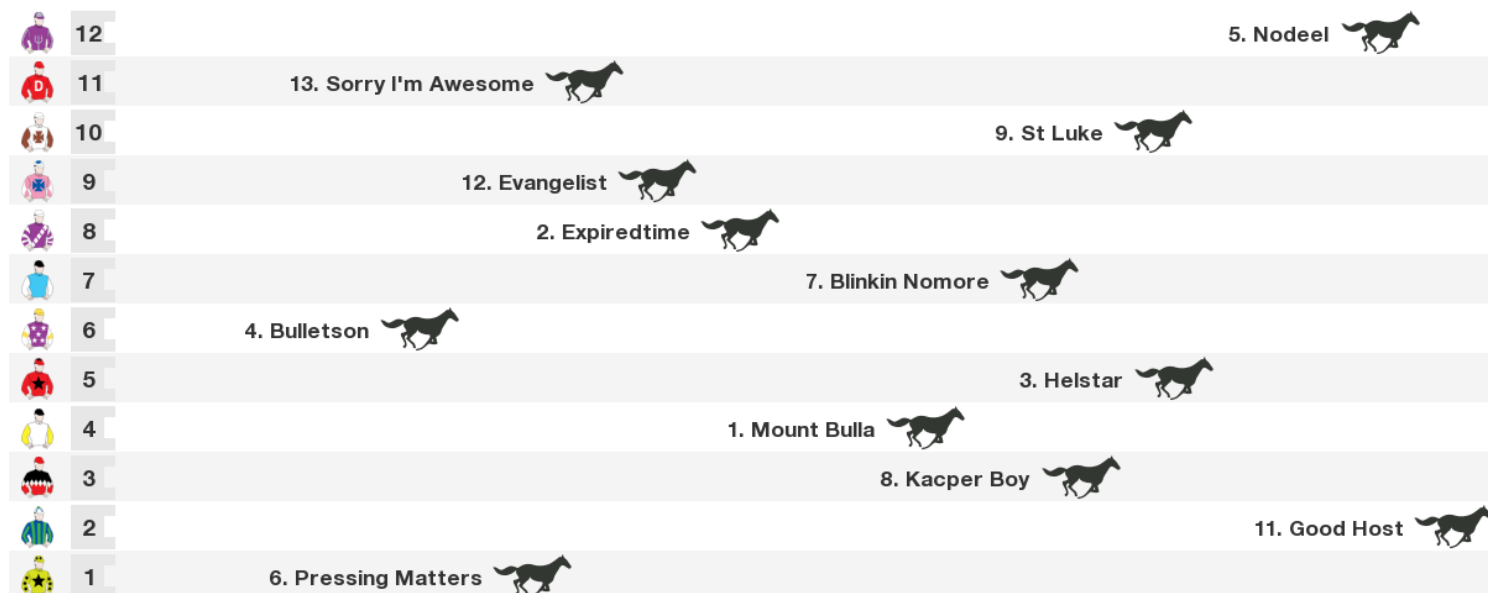 12 5. Nodeel
D 11 13. Sorry I'm Awesome
10 9. St Luke
9 12. Evangelist
8 2. Expiredtime
7 7. Blinkin Nomore
6 4. Bulletson
5 3. Helstar
4 1. Mount Bulla
3 8. Kacper Boy
2 11. Good Host
1 6. Pressing Matters